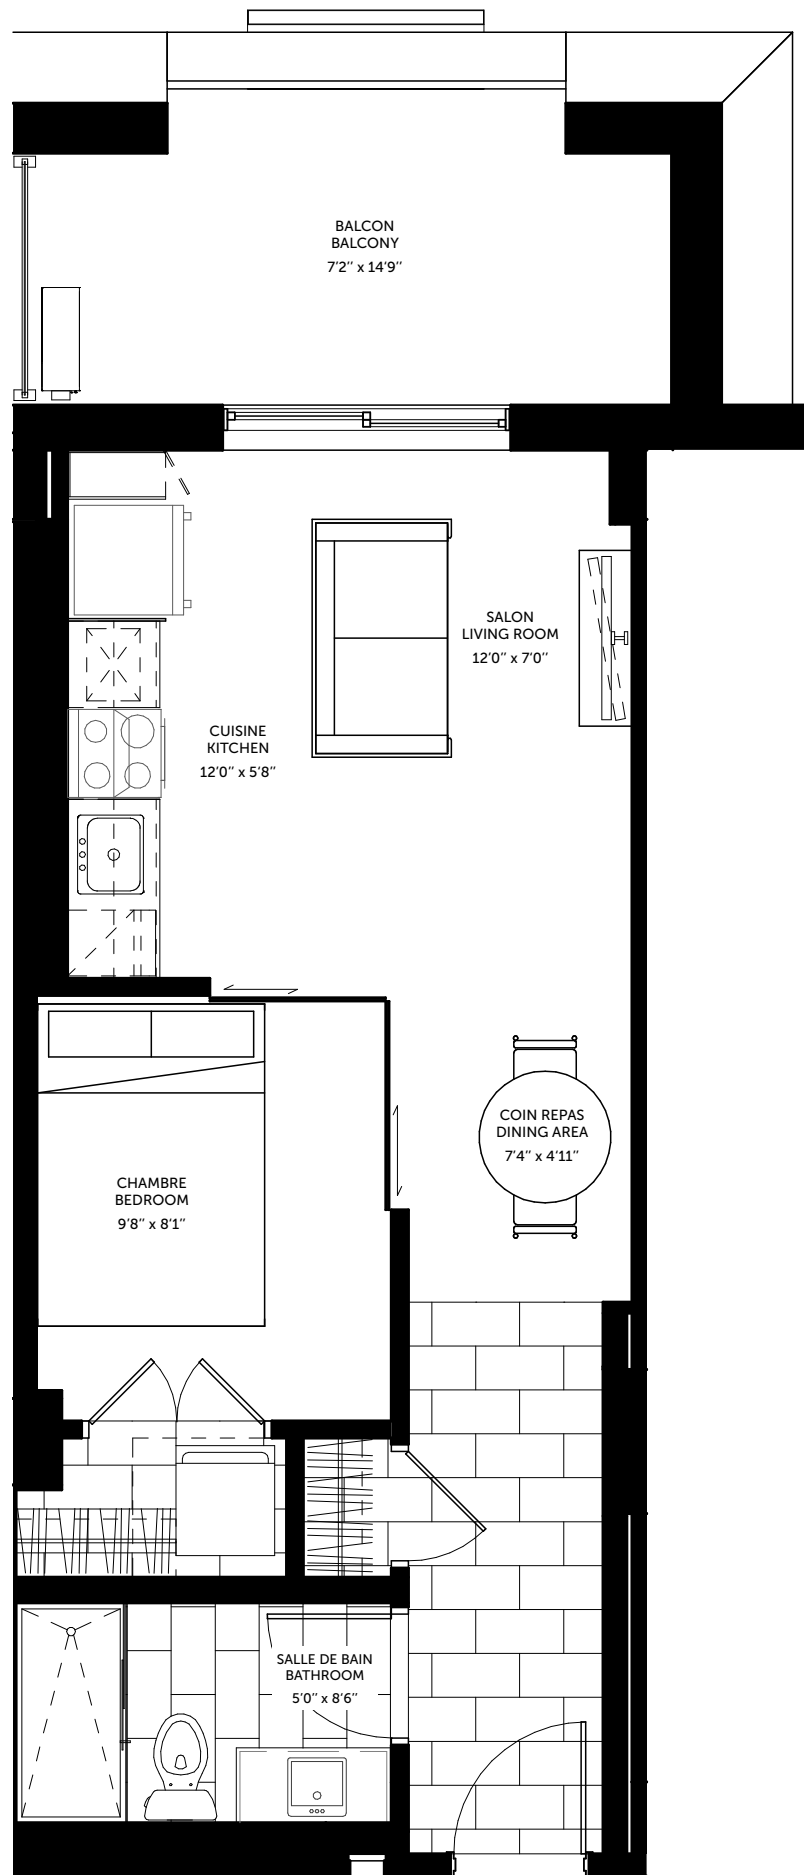 BALCON
BALCONY
7'2'' x 14'9''
SALON
LIVING ROOM
12'0'' x 7'0''
CUISINE
KITCHEN
12'0'' x 5'8''
COIN REPAS
DINING AREA
7'4'' x 4'11''
CHAMBRE
BEDROOM
9'8'' x 8'1''
SALLE DE BAIN
BATHROOM
5'0'' x 8'6''